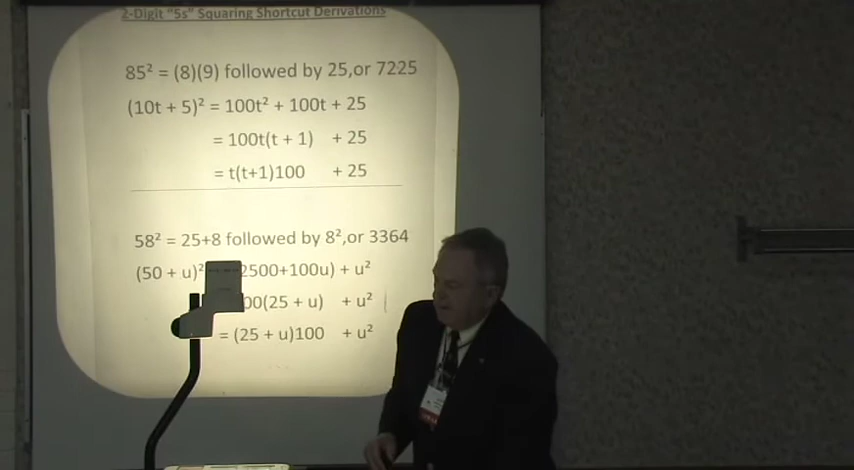 2-Digit "5s" Squaring Shortcut Derivations
85² = (8)(9) followed by 25,or 7225
(10t + 5)² = 100t² + 100t + 25
= 100t(t + 1) + 25
= t(t+1)100 + 25
58² = 25+8 followed by 8²,or 3364
(50 + u)² 2500+100u) + u²
00(25 + u) + u²
= (25 + u)100 + u²